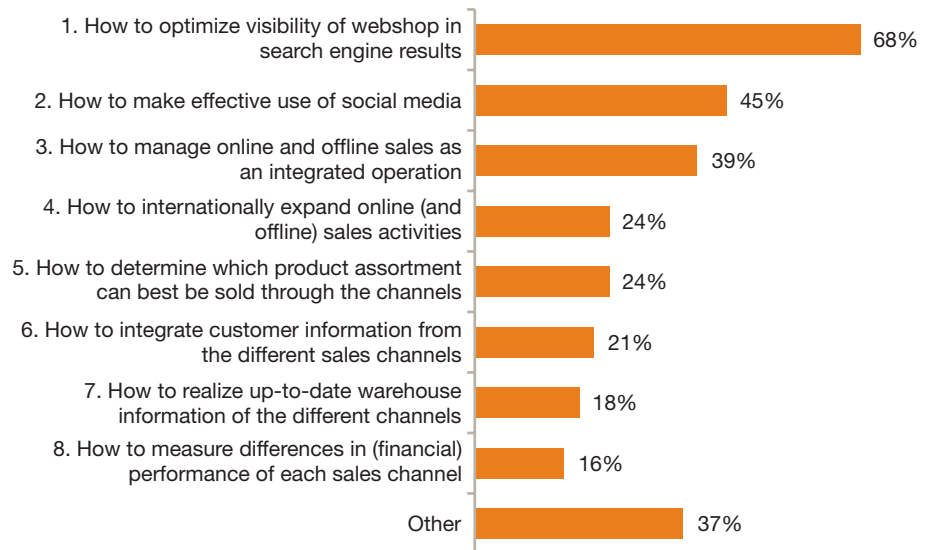 1. How to optimize visibility of webshop in
search engine results
68%
2. How to make effective use of social media
45%
3. How to manage online and offline sales as
an integrated operation
39%
4. How to internationally expand online (and
offline) sales activities
24%
5. How to determine which product assortment
can best be sold through the channels
24%
6. How to integrate customer information from
the different sales channels
21%
7. How to realize up-to-date warehouse
information of the different channels
18%
8. How to measure differences in (financial)
performance of each sales channel
16%
Other
37%